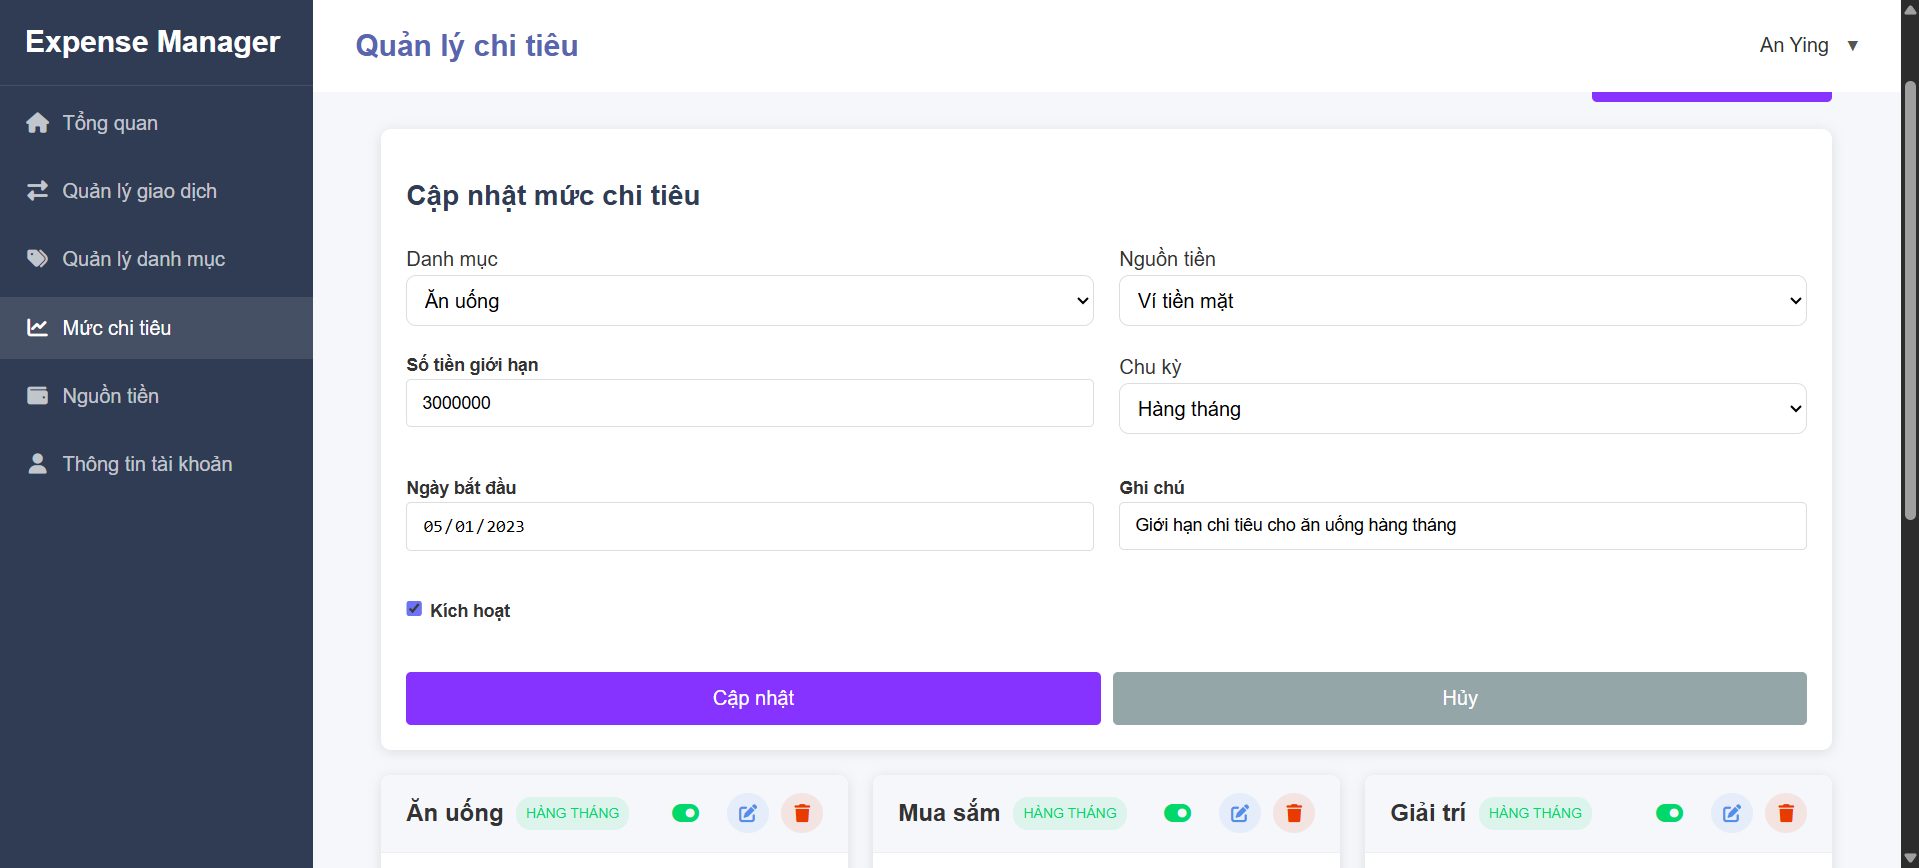 Expense Manager
Tổng quan
Quản lý giao dịch
Quản lý danh mục
Mức chi tiêu
Nguồn tiền
Thông tin tài khoản
Quản lý chi tiêu
An Ying ▼
Cập nhật mức chi tiêu
Danh mục
Ăn uống
Nguồn tiền
Ví tiền mặt
Số tiền giới hạn
3000000
Chu kỳ
Hàng tháng
Ngày bắt đầu
05/01/2023
Ghi chú
Giới hạn chi tiêu cho ăn uống hàng tháng
Kích hoạt
Cập nhật
Hủy
Ăn uống HÀNG THÁNG
Mua sắm HÀNG THÁNG
Giải trí HÀNG THÁNG